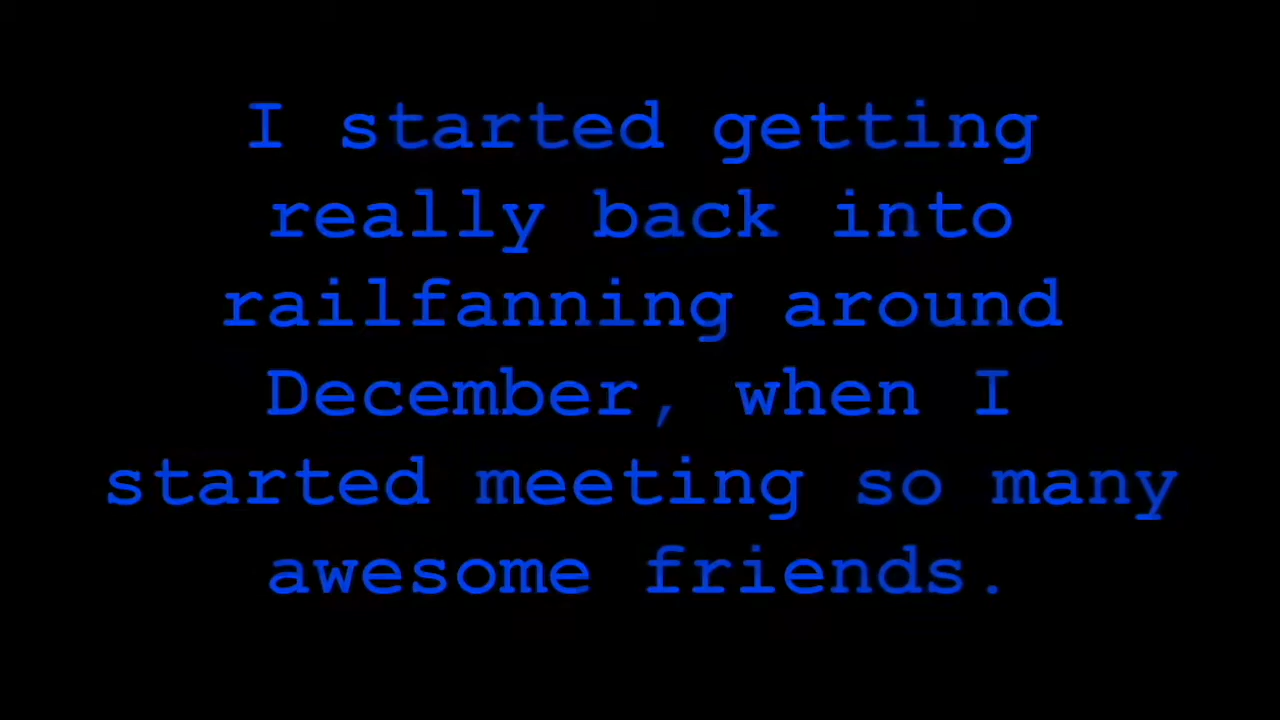 I started getting
really back into
railfanning around
December, when I
started meeting so many
awesome friends.